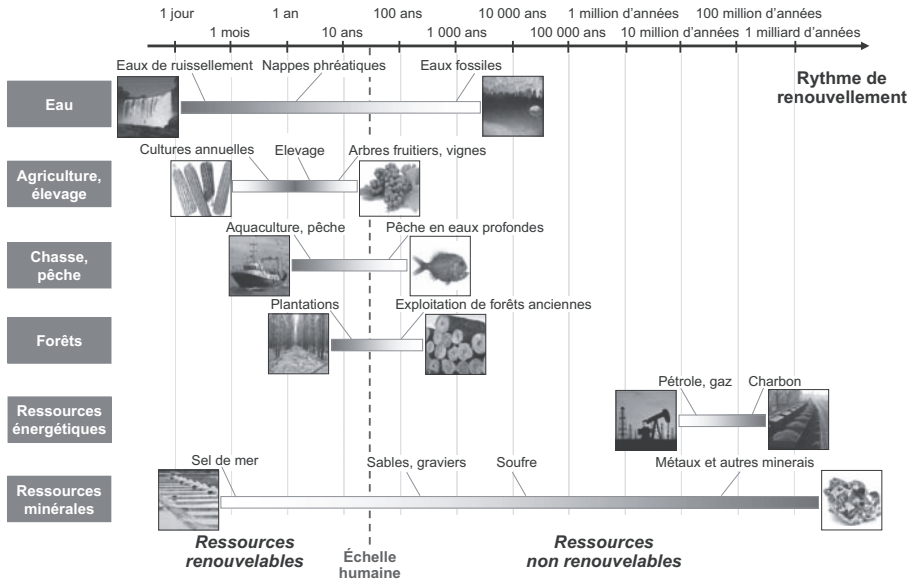 1 jour
1 an
100 ans
10 000 ans
1 million d'années
100 million d'années
1 mois
10 ans
1 000 ans
100 000 ans
10 million d'années
1 milliard d'années
Rythme de
renouvellement
Eau
Eaux de ruissellement
Nappes phréatiques
Eaux fossiles
Agriculture,
élevage
Cultures annuelles
Elevage
Arbres fruitiers, vignes
Chasse,
pêche
Aquaculture, pêche
Pêche en eaux profondes
Forêts
Plantations
Exploitation de forêts anciennes
Ressources
énergétiques
Pétrole, gaz
Charbon
Ressources
minérales
Sel de mer
Sables, graviers
Soufre
Métaux et autres minerais
Ressources
renouvelables
Échelle
humaine
Ressources
non renouvelables